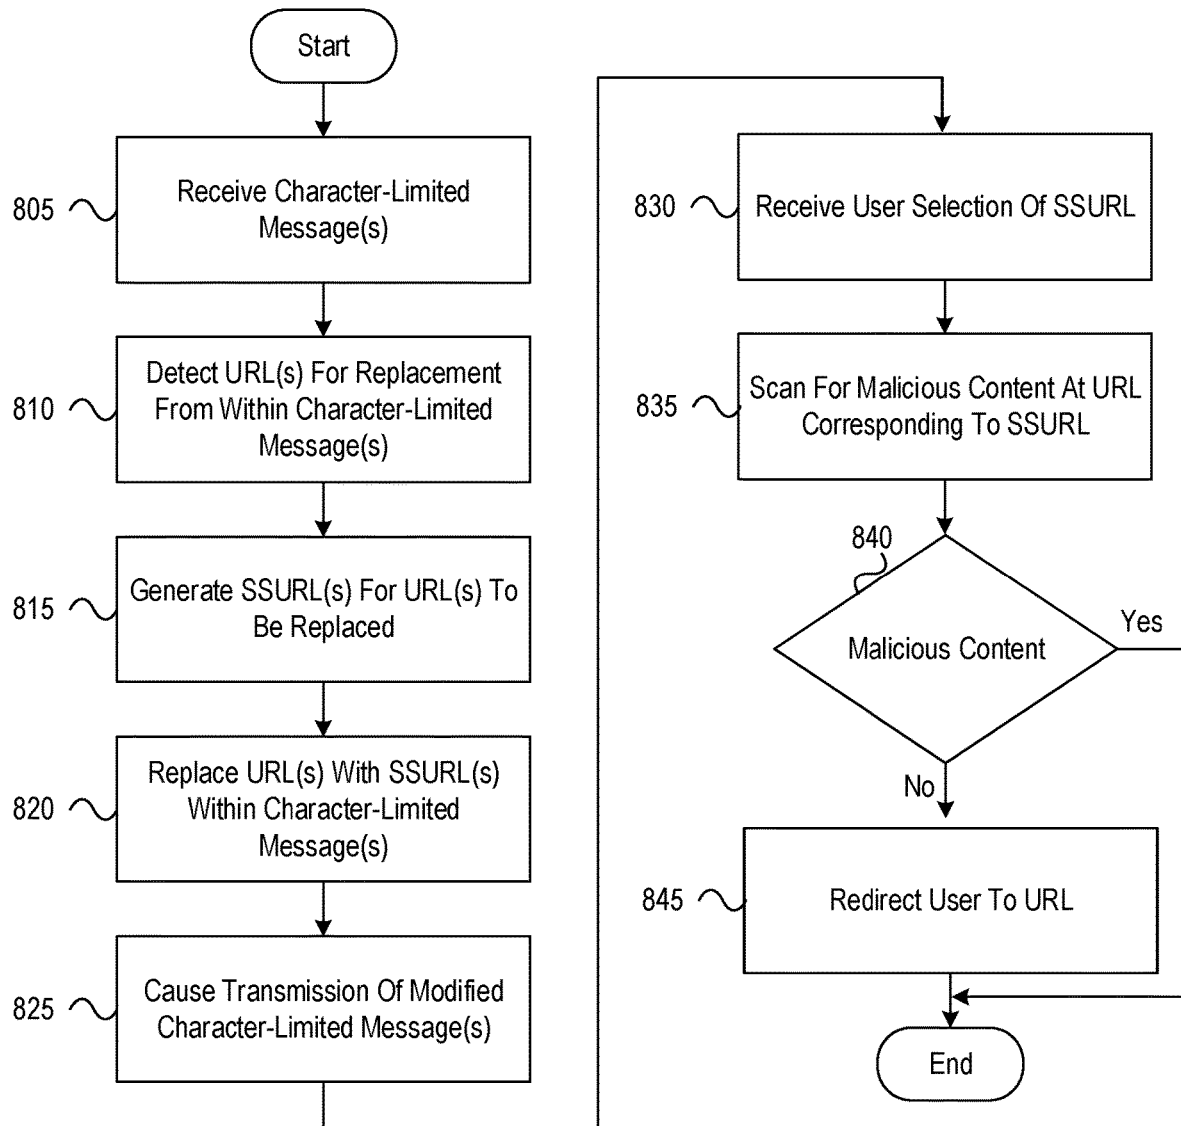 Start
805
Receive Character-Limited
Message(s)
810
Detect URL(s) For Replacement
From Within Character-Limited
Message(s)
815
Generate SSURL(s) For URL(s) To
Be Replaced
820
Replace URL(s) With SSURL(s)
Within Character-Limited
Message(s)
825
Cause Transmission Of Modified
Character-Limited Message(s)
830
Receive User Selection Of SSURL
835
Scan For Malicious Content At URL
Corresponding To SSURL
840
Malicious Content
Yes
No
845
Redirect User To URL
End